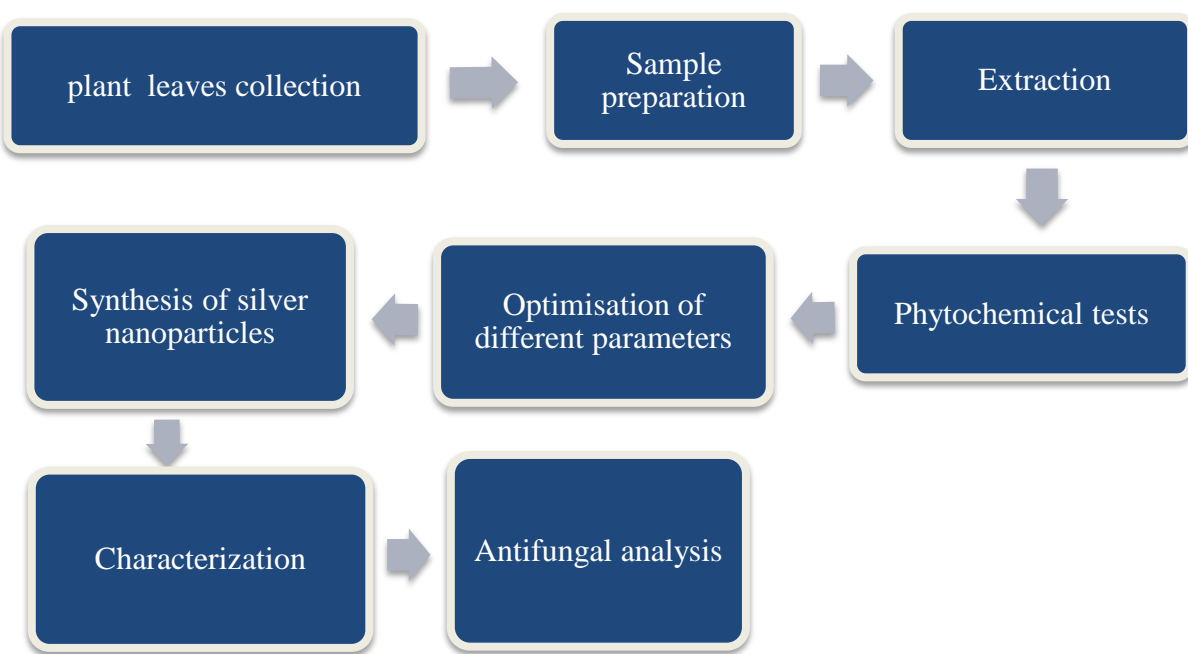 plant leaves collection
Sample
preparation
Extraction
Phytochemical tests
Optimisation of
different parameters
Synthesis of silver
nanoparticles
Characterization
Antifungal analysis